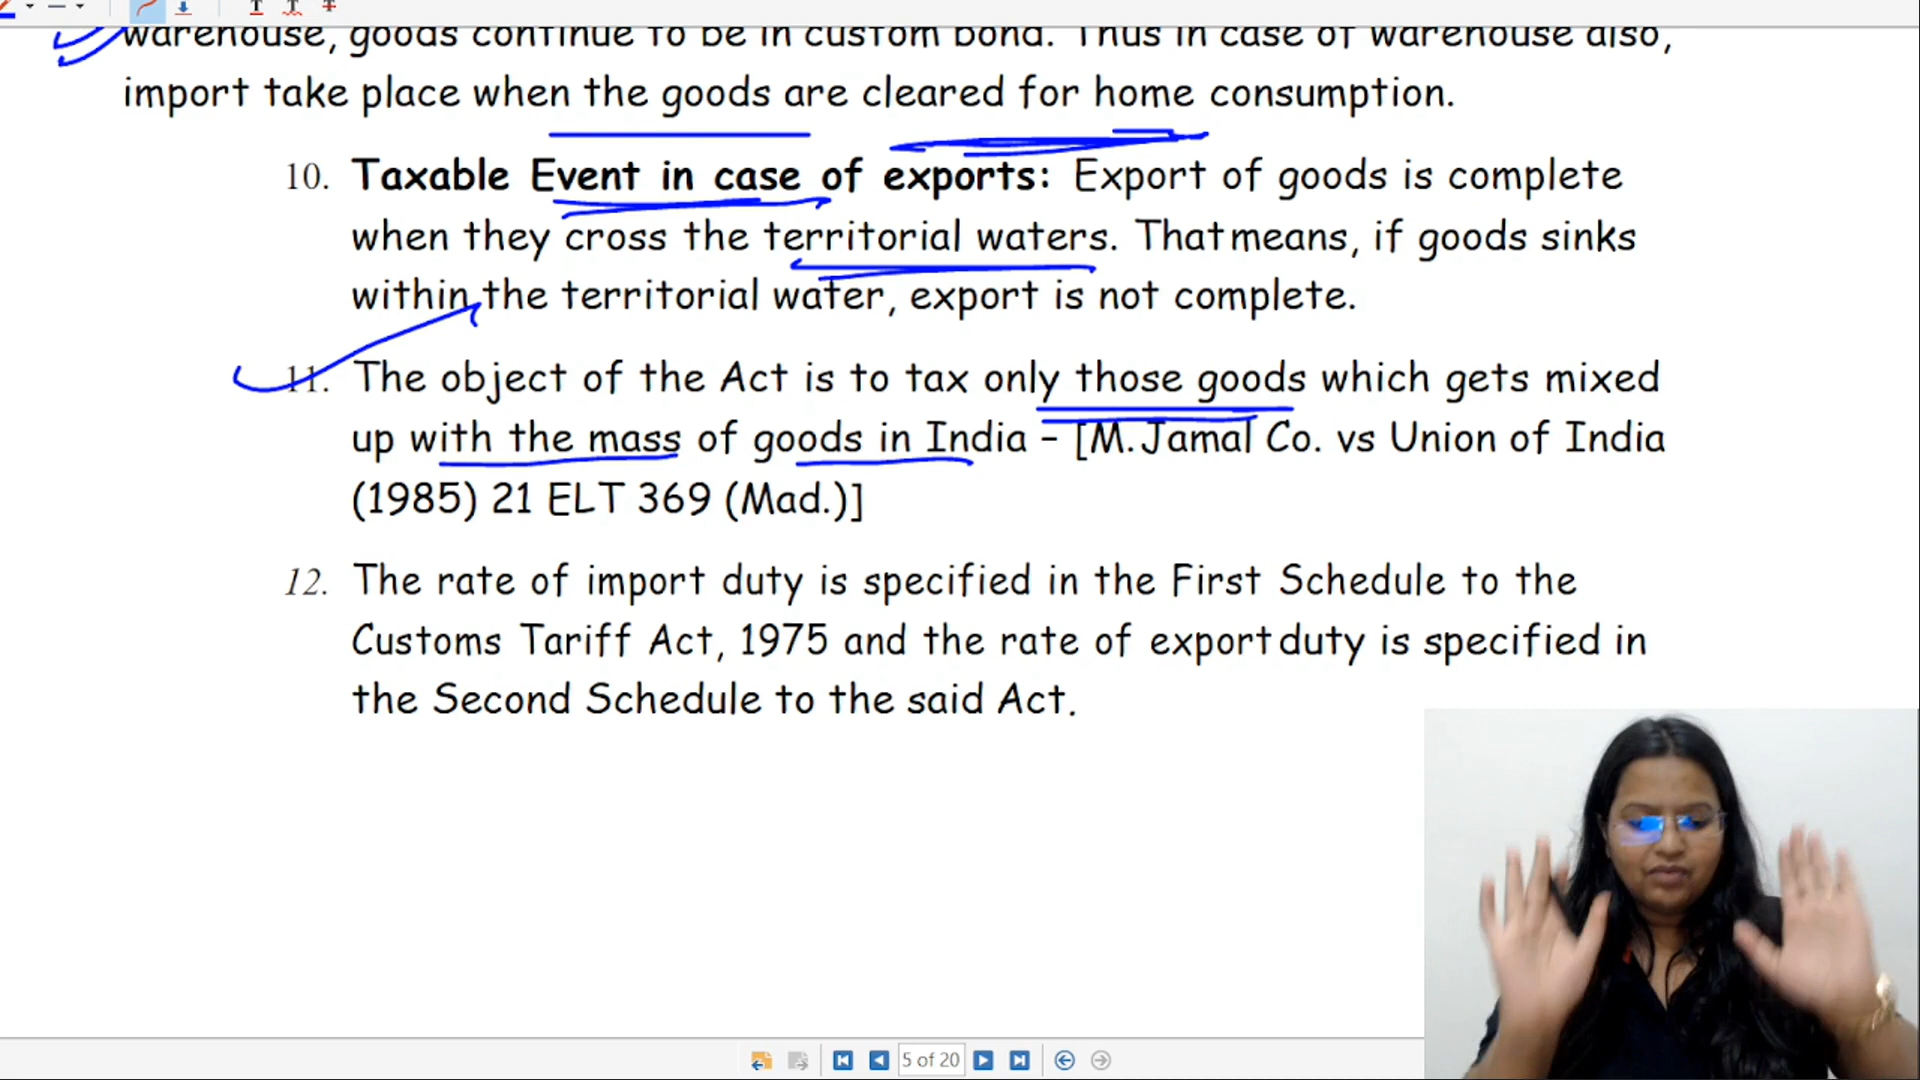 warehouse, goods continue to be in custom bond. Thus in case of warehouse also,
import take place when the goods are cleared for home consumption.
10. Taxable Event in case of exports: Export of goods is complete
when they cross the territorial waters. That means, if goods sinks
within the territorial water, export is not complete.
11. The object of the Act is to tax only those goods which gets mixed
up with the mass of goods in India – [M.Jamal Co. vs Union of India
(1985) 21 ELT 369 (Mad.)]
12. The rate of import duty is specified in the First Schedule to the
Customs Tariff Act, 1975 and the rate of export duty is specified in
the Second Schedule to the said Act.
5 of 20